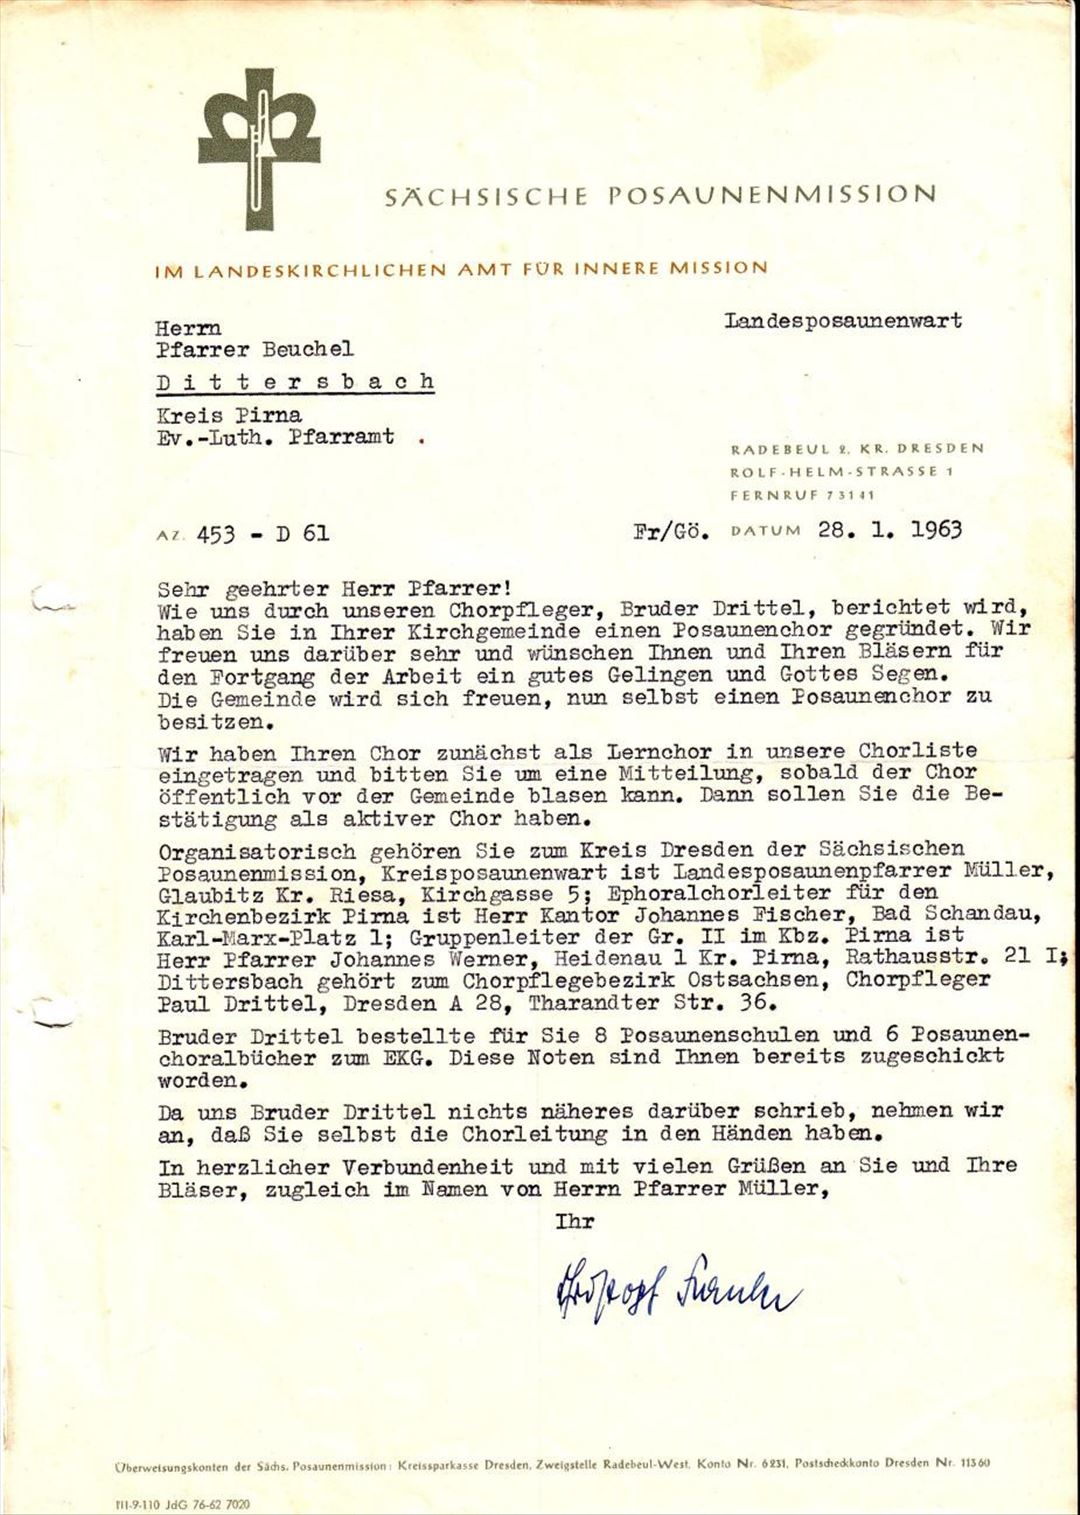 SÄCHSISCHE POSAUNENMISSION
IM LANDESKIRCHLICHEN AMT FÜR INNERE MISSION
Herrn
Pfarrer Beuchel
Dittersbach
Kreis Pirna
Ev.-Luth. Pfarramt .
Landesposaunenwart
RADEBEUL 2, KR. DRESDEN
ROLF-HELM-STRASSE 1
FERNRUF 73141
AZ. 453 - D 61 Fr/Gö. DATUM 28. 1. 1963
Sehr geehrter Herr Pfarrer!
Wie uns durch unseren Chorpfleger, Bruder Drittel, berichtet wird,
haben Sie in Ihrer Kirchgemeinde einen Posaunenchor gegründet. Wir
freuen uns darüber sehr und wünschen Ihnen und Ihren Bläsern für
den Fortgang der Arbeit ein gutes Gelingen und Gottes Segen.
Die Gemeinde wird sich freuen, nun selbst einen Posaunenchor zu
besitzen.
Wir haben Ihren Chor zunächst als Lernchor in unsere Chorliste
eingetragen und bitten Sie um eine Mitteilung, sobald der Chor
öffentlich vor der Gemeinde blasen kann. Dann sollen Sie die Be-
stätigung als aktiver Chor haben.
Organisatorisch gehören Sie zum Kreis Dresden der Sächsischen
Posaunenmission, Kreisposaunenwart ist Landesposaunenpfarrer Müller,
Glaubitz Kr. Riesa, Kirchgasse 5; Ephoralchorleiter für den
Kirchenbezirk Pirna ist Herr Kantor Johannes Fischer, Bad Schandau,
Karl-Marx-Platz 1; Gruppenleiter der Gr. II im Kbz. Pirna ist
Herr Pfarrer Johannes Werner, Heidenau 1 Kr. Pirna, Rathausstr. 21 I;
Dittersbach gehört zum Chorpflegebezirk Ostsachsen, Chorpfleger
Paul Drittel, Dresden A 28, Tharandter Str. 36.
Bruder Drittel bestellte für Sie 8 Posaunenschulen und 6 Posaunen-
choralbücher zum EKG. Diese Noten sind Ihnen bereits zugeschickt
worden.
Da uns Bruder Drittel nichts näheres darüber schrieb, nehmen wir
an, daß Sie selbst die Chorleitung in den Händen haben.
In herzlicher Verbundenheit und mit vielen Grüßen an Sie und Ihre
Bläser, zugleich im Namen von Herrn Pfarrer Müller,
Ihr
Christoph
Überweisungskonten der Sächs. Posaunenmission: Kreissparkasse Dresden, Zweigstelle Radebeul-West, Konto Nr. 6231, Postscheckkonto Dresden Nr. 11360
III-9-110 JdG 76-62 7020